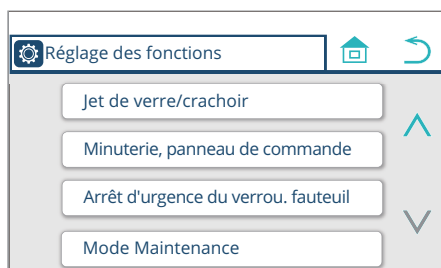 Réglage des fonctions
Jet de verre/crachoir
Minuterie, panneau de commande
Arrêt d'urgence du verrou. fauteuil
Mode Maintenance